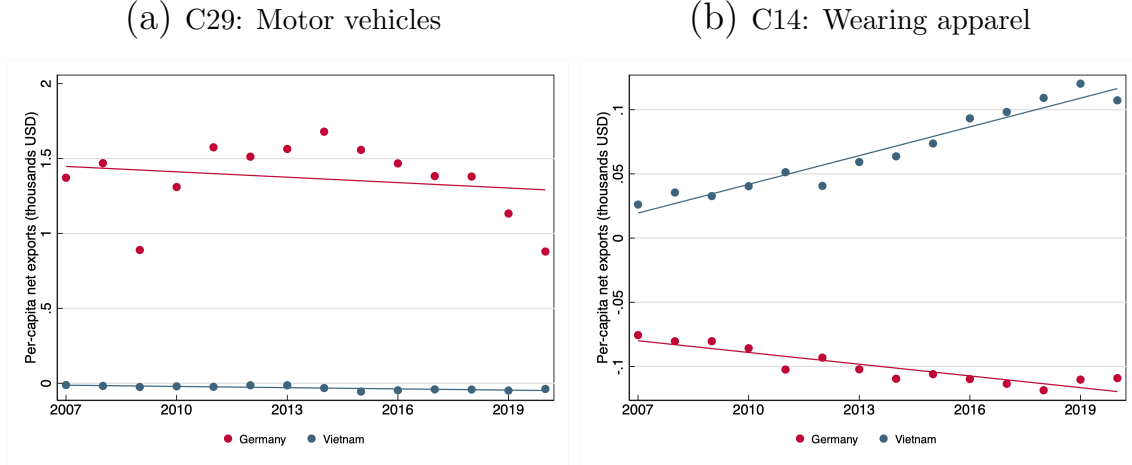 (a) C29: Motor vehicles
Per-capita net exports (thousands USD)
2
1.5
1
.5
0
2007 2010 2013 2016 2019
Germany Vietnam
(b) C14: Wearing apparel
Per-capita net exports (thousands USD)
.1
.05
0
-.05
-.1
2007 2010 2013 2016 2019
Germany Vietnam